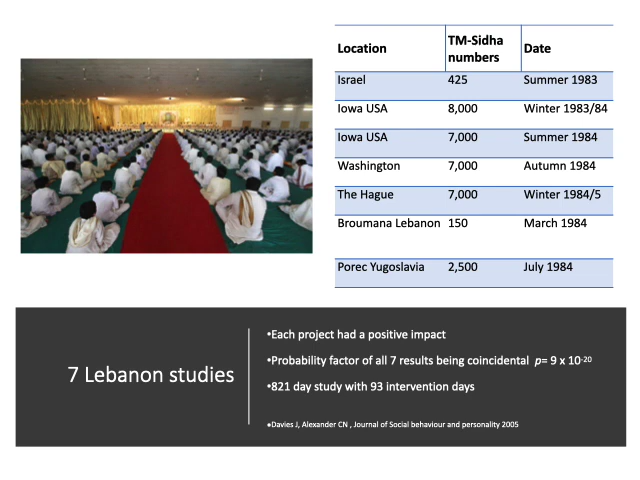 Location TM-Sidha numbers Date
Israel 425 Summer 1983
Iowa USA 8,000 Winter 1983/84
Iowa USA 7,000 Summer 1984
Washington 7,000 Autumn 1984
The Hague 7,000 Winter 1984/5
Broumana Lebanon 150 March 1984
Porec Yugoslavia 2,500 July 1984
7 Lebanon studies
•Each project had a positive impact
•Probability factor of all 7 results being coincidental p= 9 x 10-20
•821 day study with 93 intervention days
•Davies J, Alexander CN , Journal of Social behaviour and personality 2005